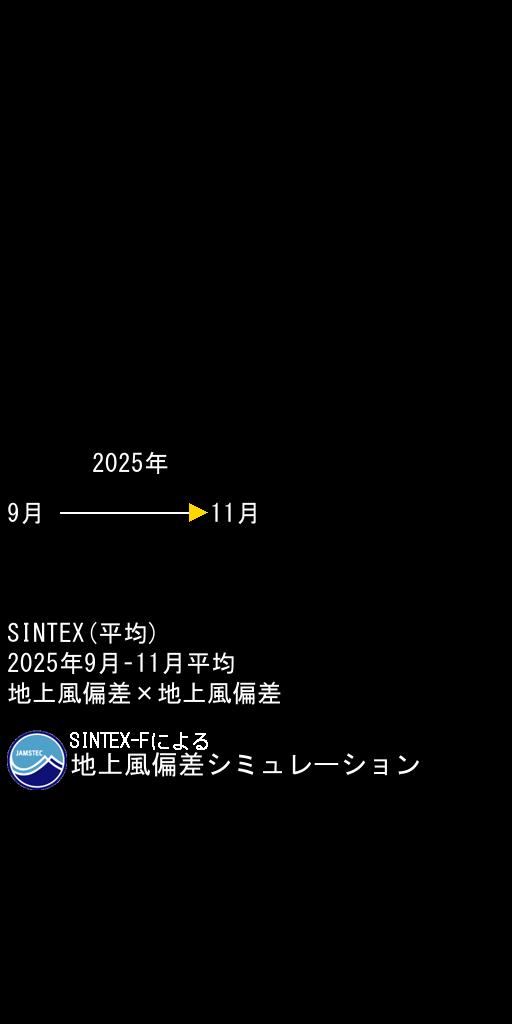 2025年
9月 11月
SINTEX(平均)
2025年9月-11月平均
地上風偏差×地上風偏差
JAMSTEC
SINTEX-Fによる
地上風偏差シミュレーション